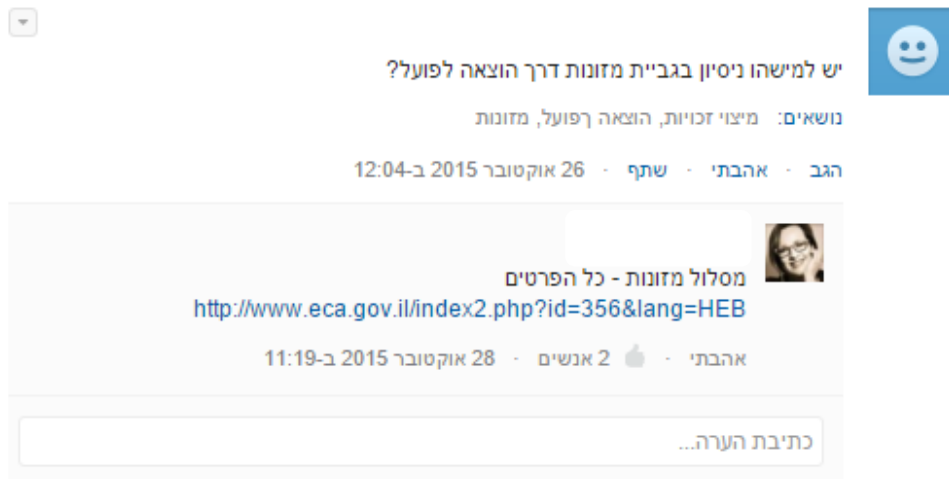 יש למישהו ניסיון בגביית מזונות דרך הוצאה לפועל?
נושאים: מיצוי זכויות, הוצאה ךפועל, מזונות
הגב · אהבתי · שתף · 26 אוקטובר 2015 ב-12:04
מסלול מזונות - כל הפרטים
http://www.eca.gov.il/index2.php?id=356&lang=HEB
אהבתי · 2 אנשים · 28 אוקטובר 2015 ב-11:19
כתיבת הערה...